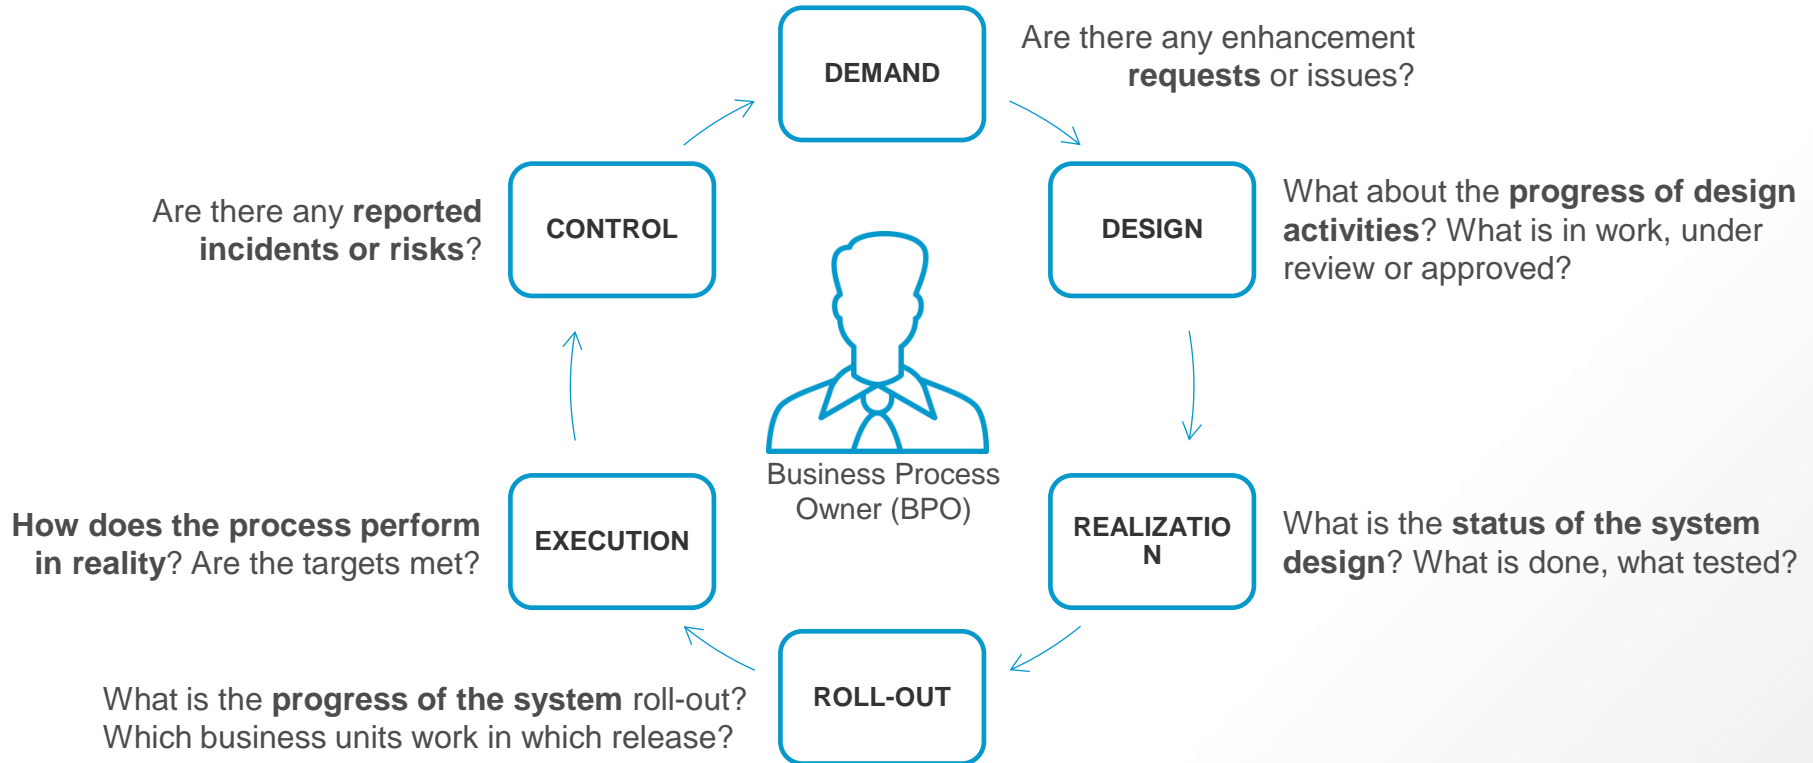 DEMAND
Are there any enhancement
requests or issues?
CONTROL
Are there any reported
incidents or risks?
DESIGN
What about the progress of design
activities? What is in work, under
review or approved?
Business Process
Owner (BPO)
EXECUTION
How does the process perform
in reality? Are the targets met?
REALIZATIO
N
What is the status of the system
design? What is done, what tested?
ROLL-OUT
What is the progress of the system roll-out?
Which business units work in which release?